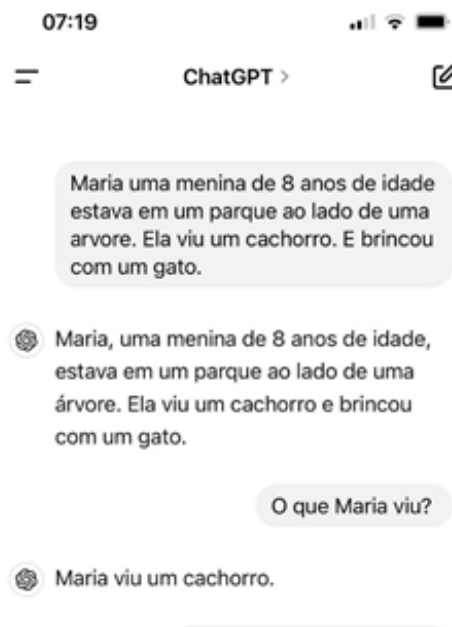 07:19
ChatGPT >
Maria uma menina de 8 anos de idade
estava em um parque ao lado de uma
arvore. Ela viu um cachorro. E brincou
com um gato.
Maria, uma menina de 8 anos de idade,
estava em um parque ao lado de uma
árvore. Ela viu um cachorro e brincou
com um gato.
O que Maria viu?
Maria viu um cachorro.